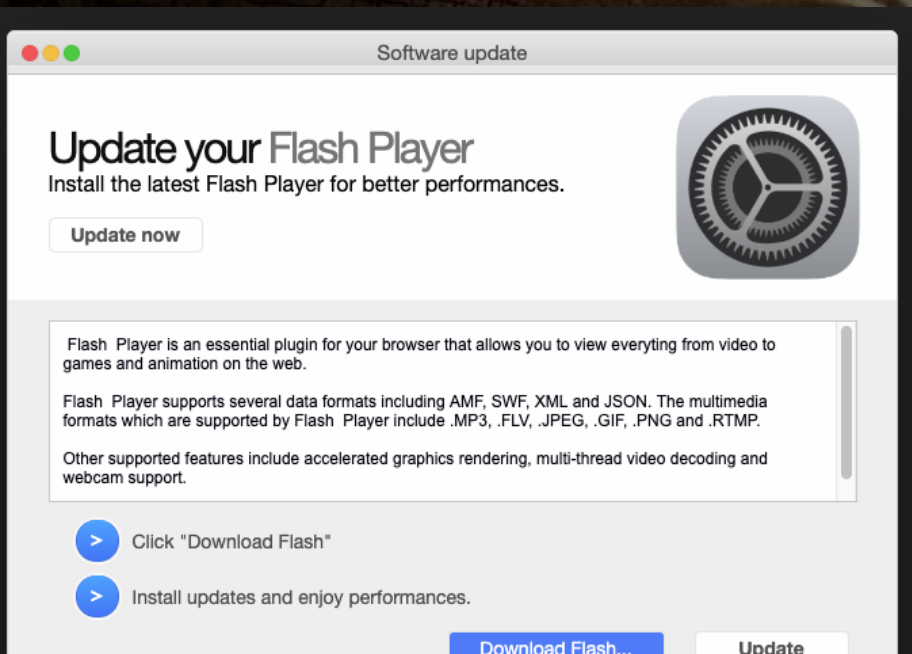 Software update
Update your Flash Player
Install the latest Flash Player for better performances.
Update now
Flash Player is an essential plugin for your browser that allows you to view everyting from video to
games and animation on the web.
Flash Player supports several data formats including AMF, SWF, XML and JSON. The multimedia
formats which are supported by Flash Player include .MP3, .FLV, .JPEG, .GIF, .PNG and .RTMP.
Other supported features include accelerated graphics rendering, multi-thread video decoding and
webcam support.
> Click "Download Flash"
> Install updates and enjoy performances.
Download Flash... Update